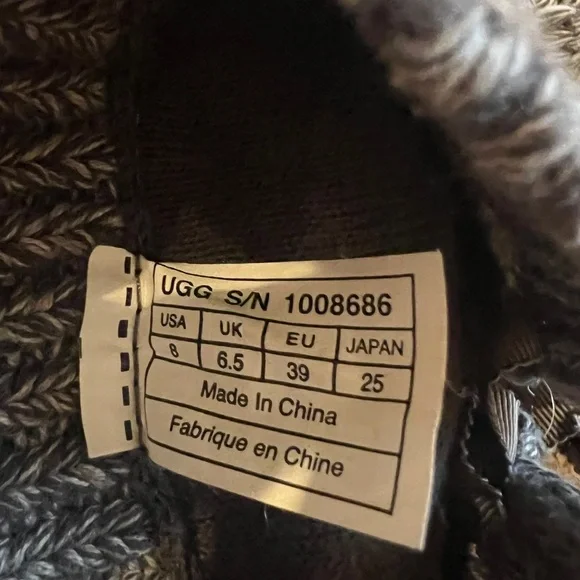 UGG S/N 1008686
USA UK EU JAPAN
8 6.5 39 25
Made In China
Fabrique en Chine